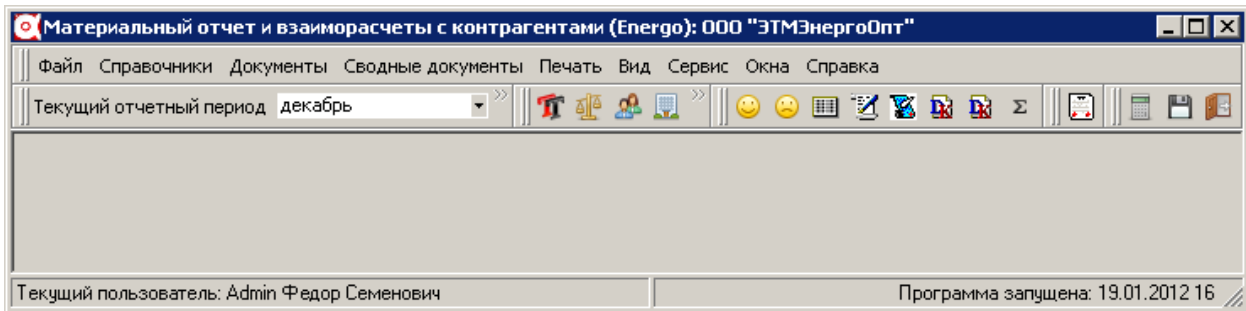 Материальный отчет и взаиморасчеты с контрагентами (Energo): ООО "ЭТМЭнергоОпт"
Файл Справочники Документы Сводные документы Печать Вид Сервис Окна Справка
Текущий отчетный период декабрь
Текущий пользователь: Admin Федор Семенович Программа запущена: 19.01.2012 16